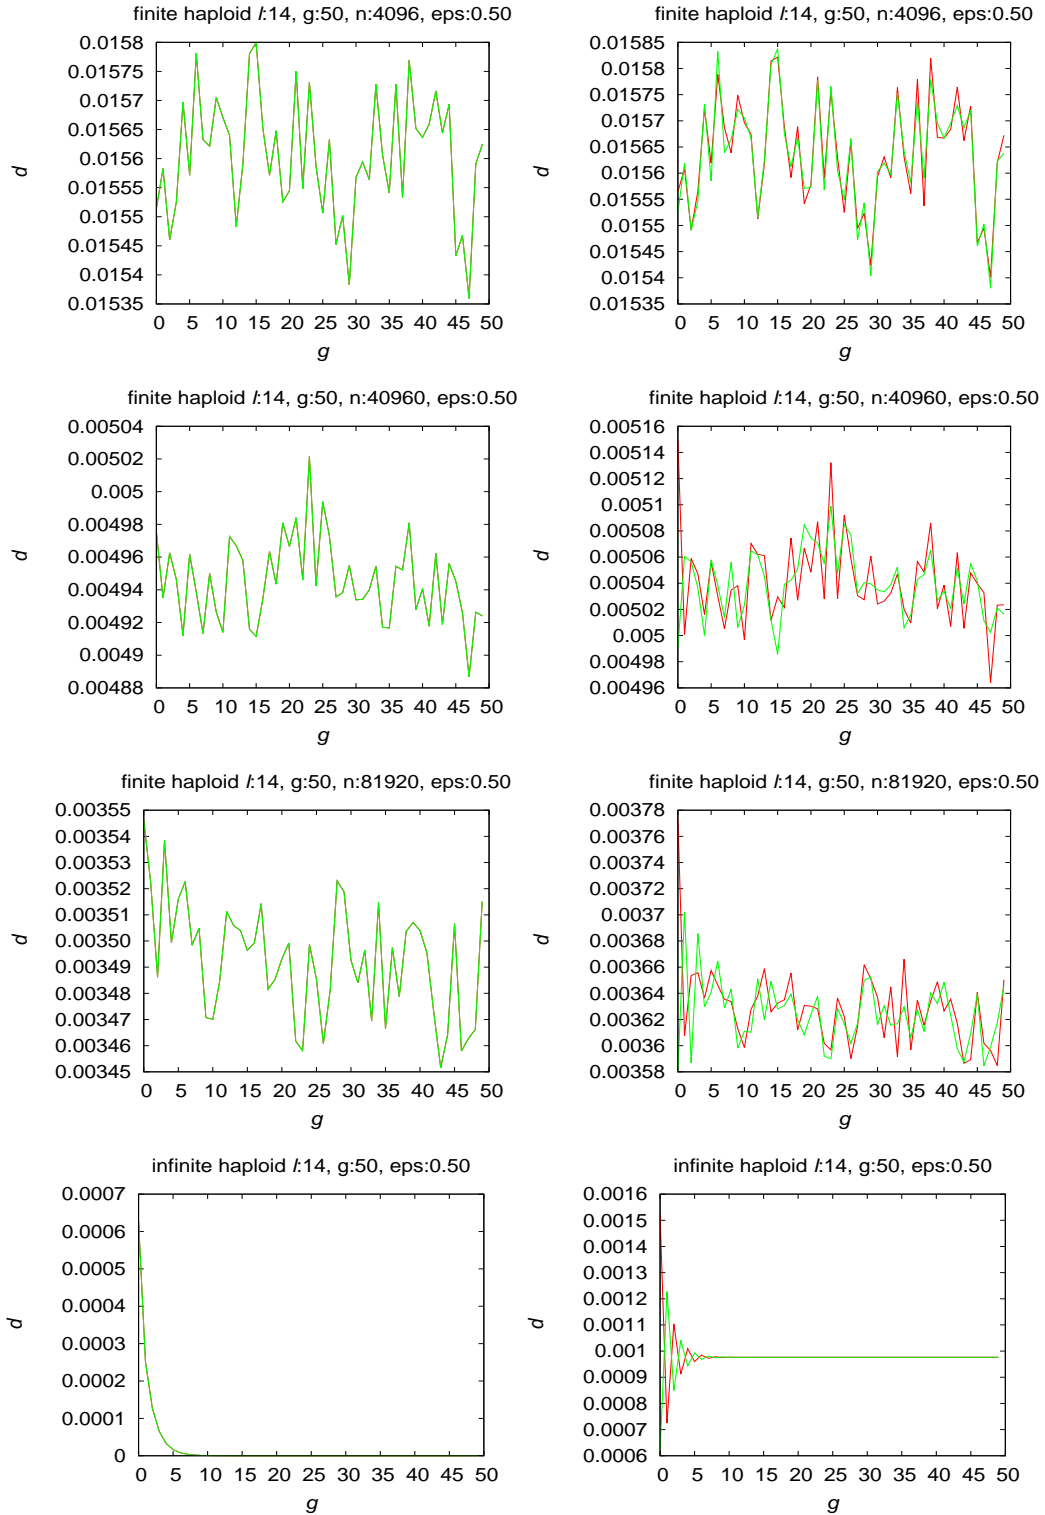 finite haploid l:14, g:50, n:4096, eps:0.50
0.0158
0.01575
0.0157
0.01565
0.0156
0.01555
0.0155
0.01545
0.0154
0.01535
d
0 5 10 15 20 25 30 35 40 45 50
g
finite haploid l:14, g:50, n:4096, eps:0.50
0.01585
0.0158
0.01575
0.0157
0.01565
0.0156
0.01555
0.0155
0.01545
0.0154
0.01535
d
0 5 10 15 20 25 30 35 40 45 50
g
finite haploid l:14, g:50, n:40960, eps:0.50
0.00504
0.00502
0.005
0.00498
0.00496
0.00494
0.00492
0.0049
0.00488
d
0 5 10 15 20 25 30 35 40 45 50
g
finite haploid l:14, g:50, n:40960, eps:0.50
0.00516
0.00514
0.00512
0.0051
0.00508
0.00506
0.00504
0.00502
0.005
0.00498
0.00496
d
0 5 10 15 20 25 30 35 40 45 50
g
finite haploid l:14, g:50, n:81920, eps:0.50
0.00355
0.00354
0.00353
0.00352
0.00351
0.00350
0.00349
0.00348
0.00347
0.00346
0.00345
d
0 5 10 15 20 25 30 35 40 45 50
g
finite haploid l:14, g:50, n:81920, eps:0.50
0.00378
0.00376
0.00374
0.00372
0.0037
0.00368
0.00366
0.00364
0.00362
0.0036
0.00358
d
0 5 10 15 20 25 30 35 40 45 50
g
infinite haploid l:14, g:50, eps:0.50
0.0007
0.0006
0.0005
0.0004
0.0003
0.0002
0.0001
0
d
0 5 10 15 20 25 30 35 40 45 50
g
infinite haploid l:14, g:50, eps:0.50
0.0016
0.0015
0.0014
0.0013
0.0012
0.0011
0.001
0.0009
0.0008
0.0007
0.0006
d
0 5 10 15 20 25 30 35 40 45 50
g